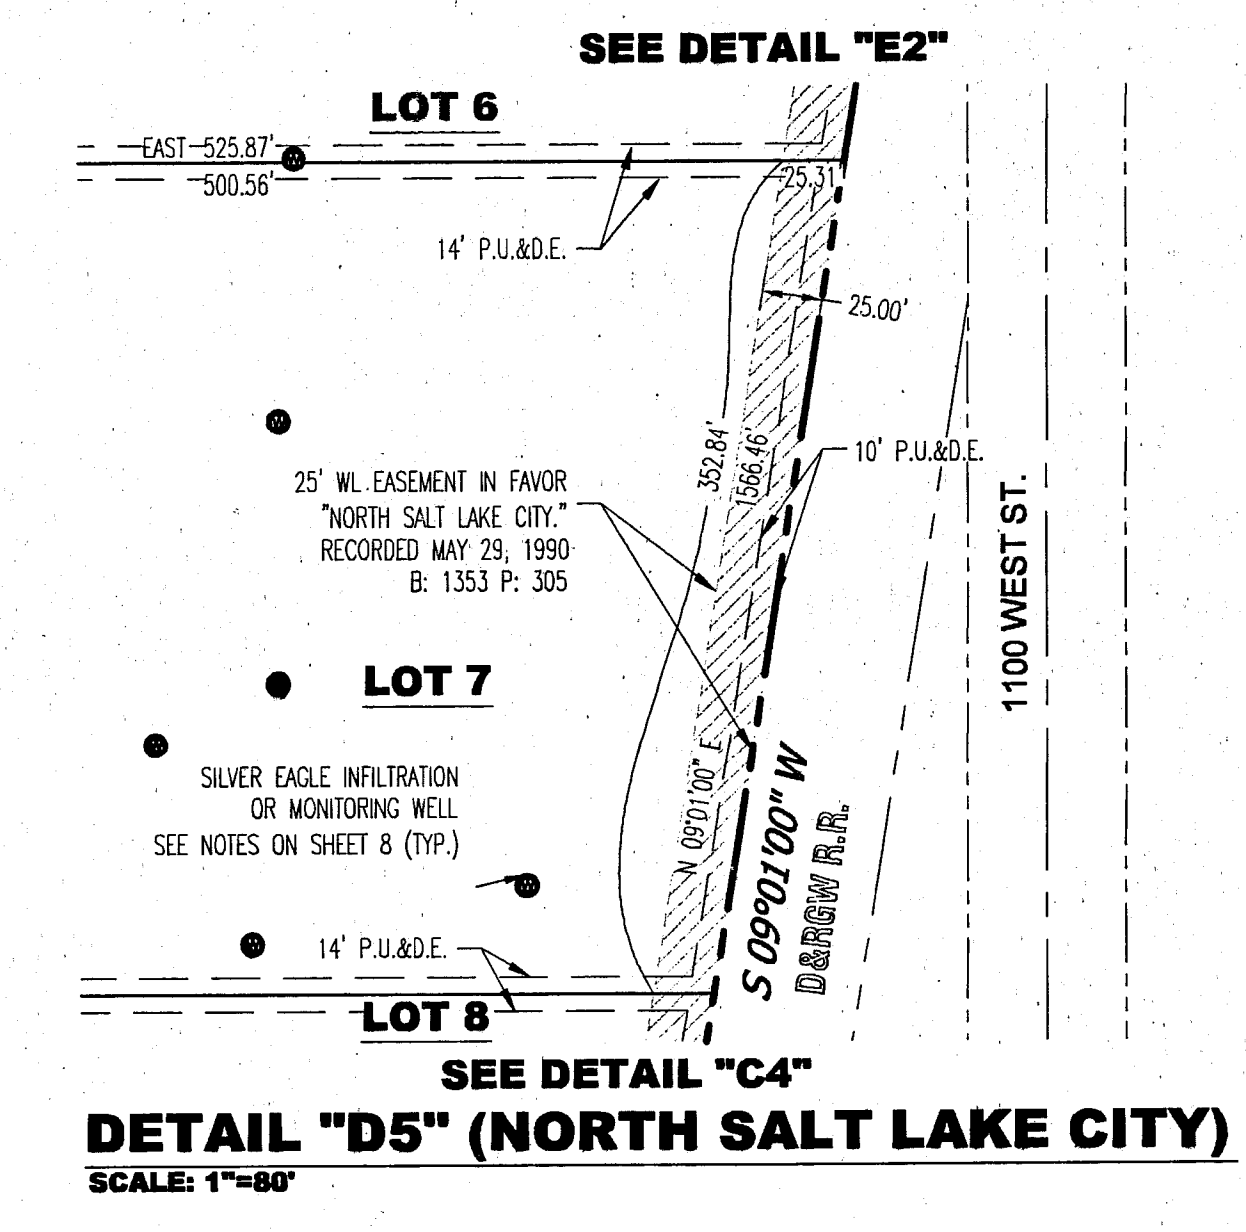 SEE DETAIL "E2"
LOT 6
EAST 525.87'
500.56'
25.31'
14' P.U.&D.E.
25.00'
352.84'
1566.46'
10' P.U.&D.E.
25' WL EASEMENT IN FAVOR
"NORTH SALT LAKE CITY."
RECORDED MAY 29, 1990
B: 1353 P: 305
1100 WEST ST.
LOT 7
SILVER EAGLE INFILTRATION
OR MONITORING WELL
SEE NOTES ON SHEET 8 (TYP.)
N 09°01'00" E
S 09°01'00" W
D&RGW R.R.
14' P.U.&D.E.
LOT 8
SEE DETAIL "C4"
DETAIL "D5" (NORTH SALT LAKE CITY)
SCALE: 1"=80'